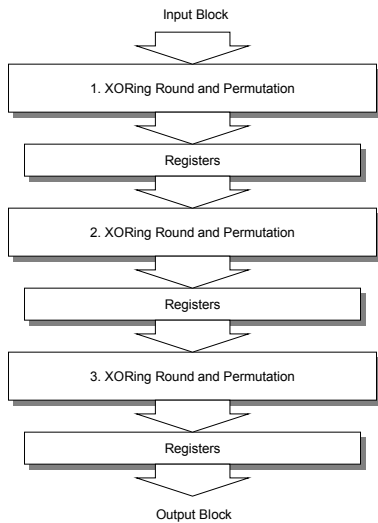 Input Block
1. XORing Round and Permutation
Registers
2. XORing Round and Permutation
Registers
3. XORing Round and Permutation
Registers
Output Block